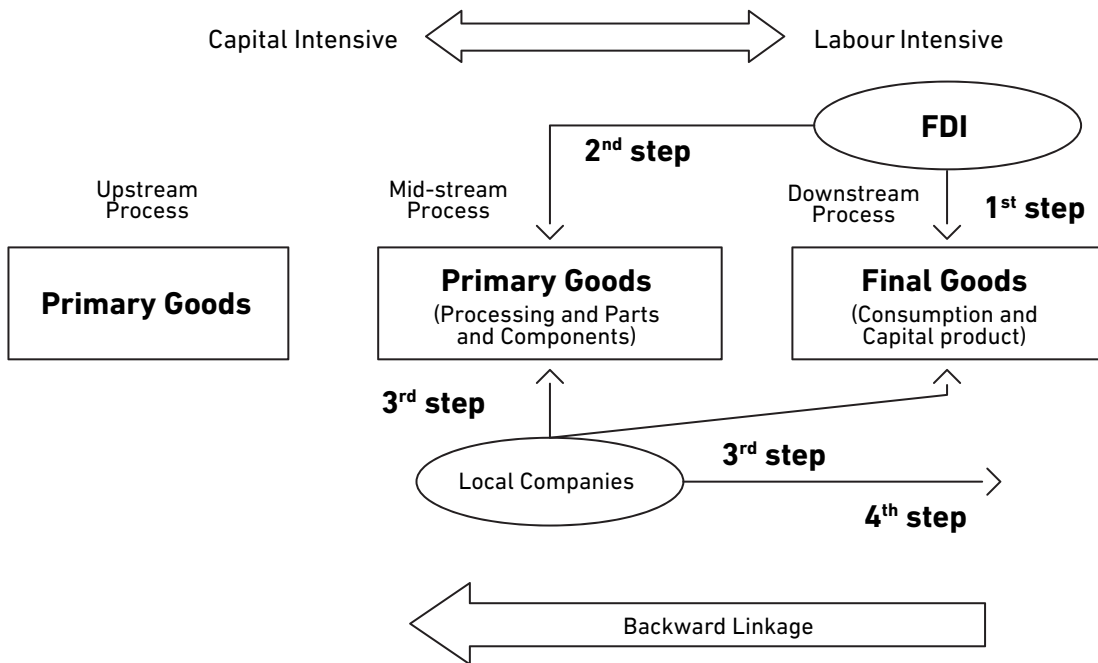 Capital Intensive
Labour Intensive
FDI
2nd step
Upstream
Process
Mid-stream
Process
Downstream
Process
1st step
Primary Goods
Primary Goods
(Processing and Parts
and Components)
Final Goods
(Consumption and
Capital product)
3rd step
3rd step
Local Companies
4th step
Backward Linkage